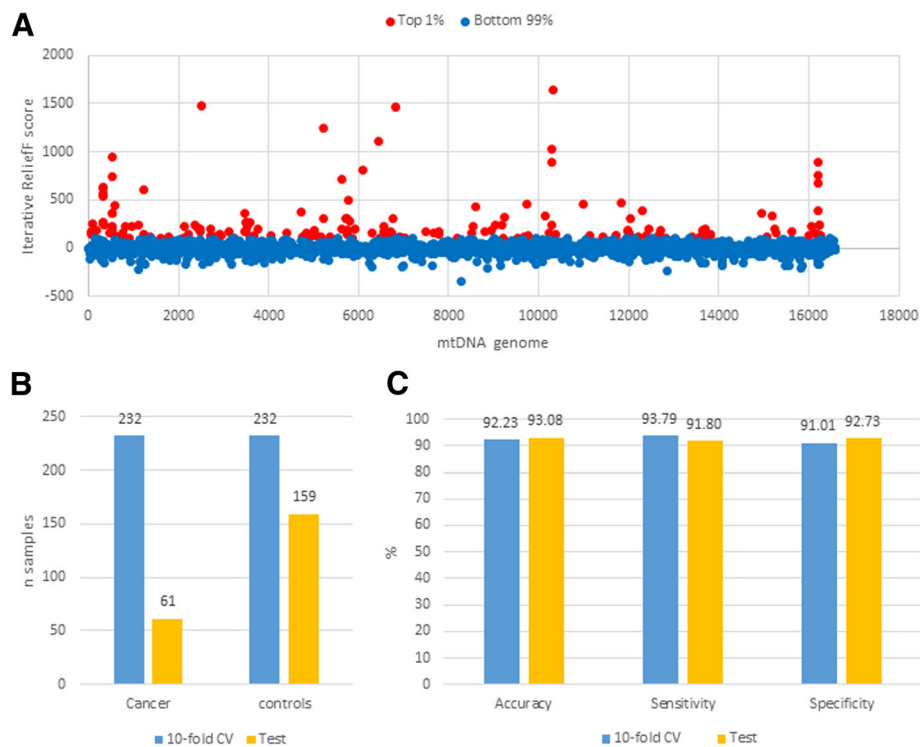 A
Top 1% Bottom 99%
Iterative ReliefF score
2000
1500
1000
500
0
-500
0 2000 4000 6000 8000 10000 12000 14000 16000 18000
mtDNA genome
B
n samples
250
200
150
100
50
0
232 61 232 159
Cancer controls
10-fold CV Test
C
%
100
90
80
70
60
50
40
30
20
10
0
92.23 93.08 93.79 91.80 91.01 92.73
Accuracy Sensitivity Specificity
10-fold CV Test